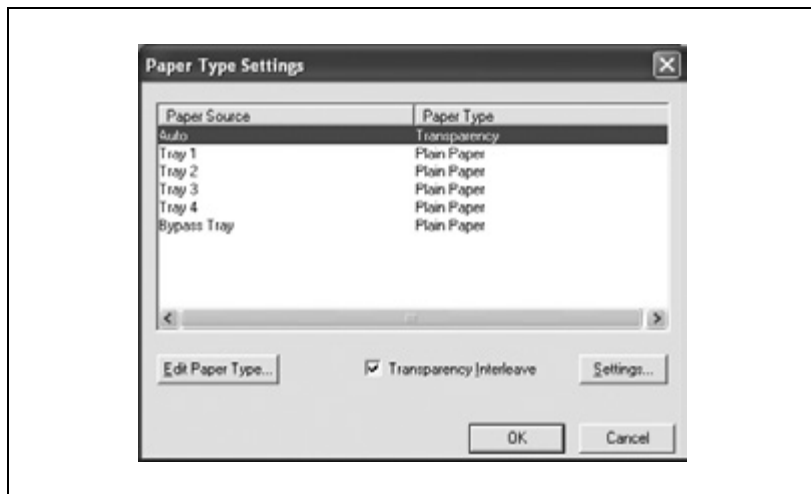 Paper Type Settings
Paper Source Paper Type
Auto Transparency
Tray 1 Plain Paper
Tray 2 Plain Paper
Tray 3 Plain Paper
Tray 4 Plain Paper
Bypass Tray Plain Paper
Edit Paper Type... Transparency Interleave Settings...
OK Cancel